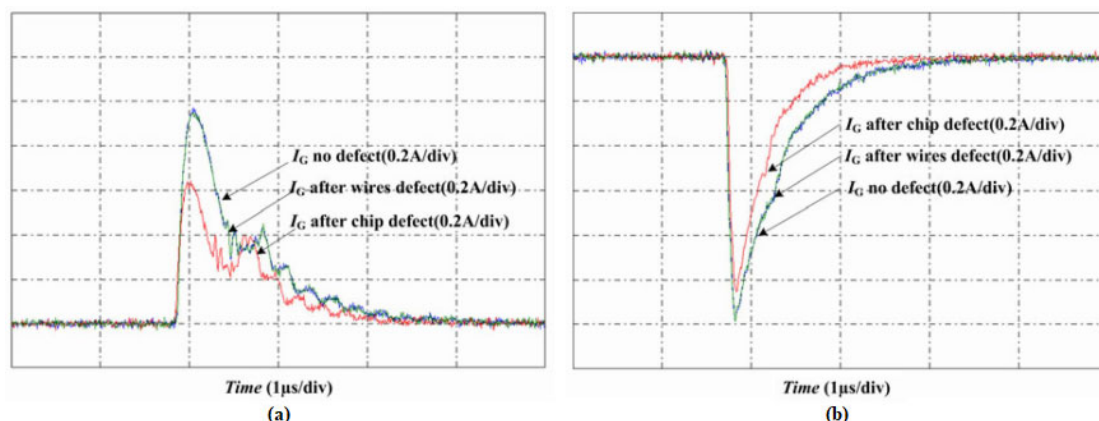 I_G no defect(0.2A/div)
I_G after wires defect(0.2A/div)
I_G after chip defect(0.2A/div)
Time (1μs/div)
(a)
I_G after chip defect(0.2A/div)
I_G after wires defect(0.2A/div)
I_G no defect(0.2A/div)
Time (1μs/div)
(b)